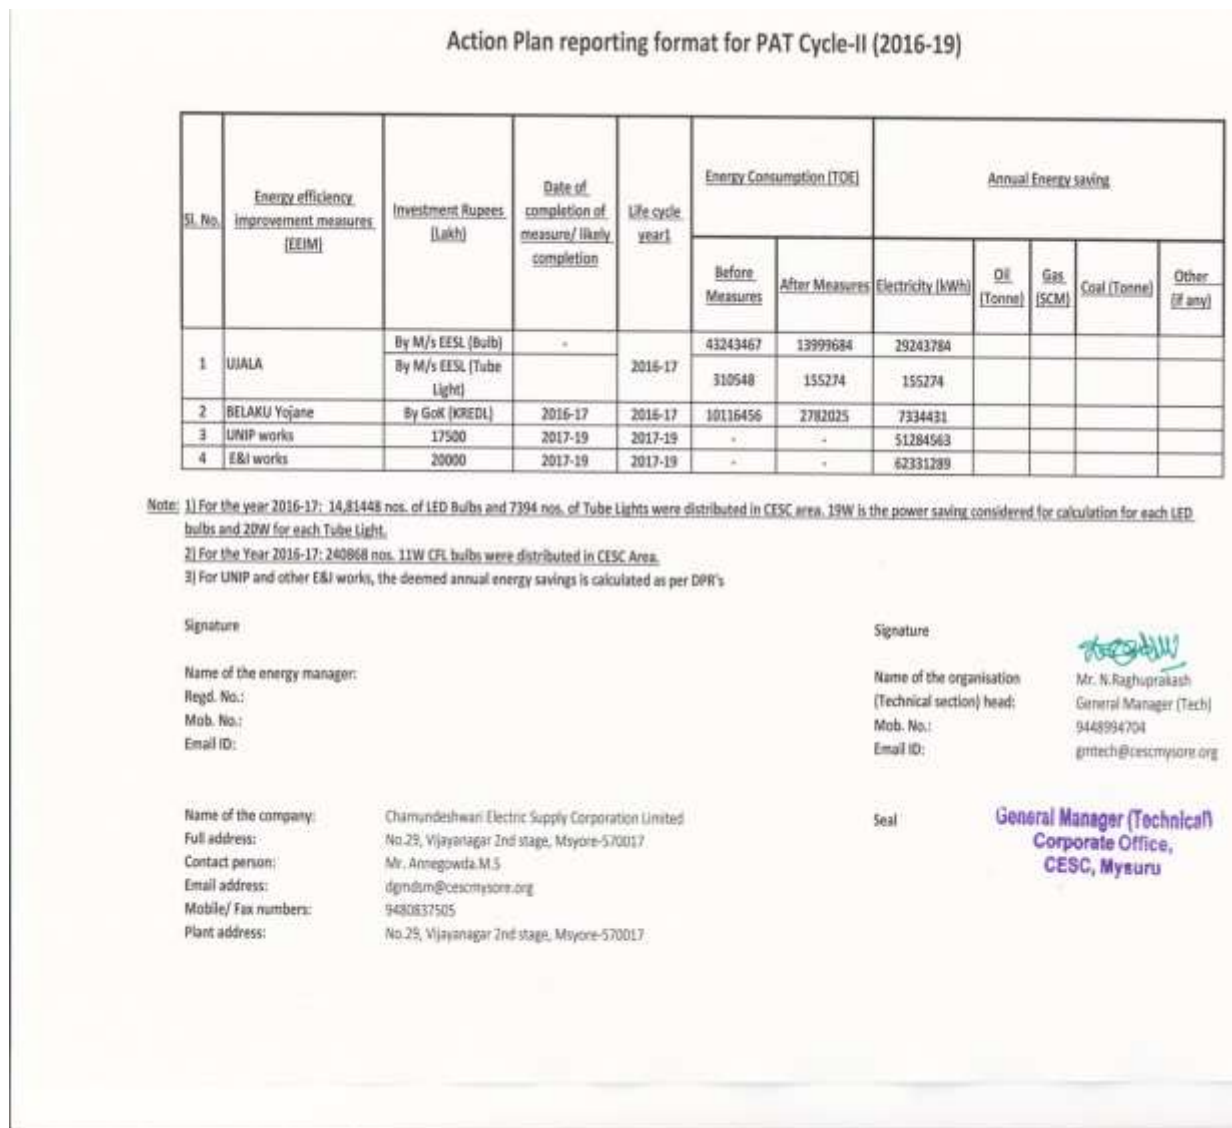 Action Plan reporting format for PAT Cycle-II (2016-19)
Sl. No. Energy efficiency improvement measures [EEIM] Investment Rupees (Lakh) Date of completion of measure/ likely completion Life cycle year1 Energy Consumption [TOE] Annual Energy saving
Before Measures After Measures Electricity (kWh) Oil (Tonne) Gas (SCM) Coal (Tonne) Other (if any)
1 UJALA By M/s EESL (Bulb) - 2016-17 43243467 13999684 29243784
By M/s EESL (Tube Light) 310548 155274 155274
2 BELAKU Yojane By GoK (KREDL) 2016-17 2016-17 10116456 2782025 7334431
3 UNIP works 17500 2017-19 2017-19 - - 51284563
4 E&I works 20000 2017-19 2017-19 - - 62331289
Note: 1) For the year 2016-17: 14,81448 nos. of LED Bulbs and 7394 nos. of Tube Lights were distributed in CESC area. 19W is the power saving considered for calculation for each LED
bulbs and 20W for each Tube Light.
2) For the Year 2016-17: 240868 nos. 11W CFL bulbs were distributed in CESC Area.
3) For UNIP and other E&I works, the deemed annual energy savings is calculated as per DPR's
Signature Signature
Name of the energy manager: Name of the organisation Mr. N.Raghuprakash
Regd. No.: (Technical section) head: General Manager (Tech)
Mob. No.: Mob. No.: 9448994704
Email ID: Email ID: gmtech@cescmysore.org
Name of the company: Chamundeshwari Electric Supply Corporation Limited Seal General Manager (Technical)
Full address: No.29, Vijayanagar 2nd stage, Msyore-570017 Corporate Office,
Contact person: Mr. Annegowda.M.S CESC, Mysuru
Email address: dgmdsm@cescmysore.org
Mobile/ Fax numbers: 9480837505
Plant address: No.29, Vijayanagar 2nd stage, Msyore-570017